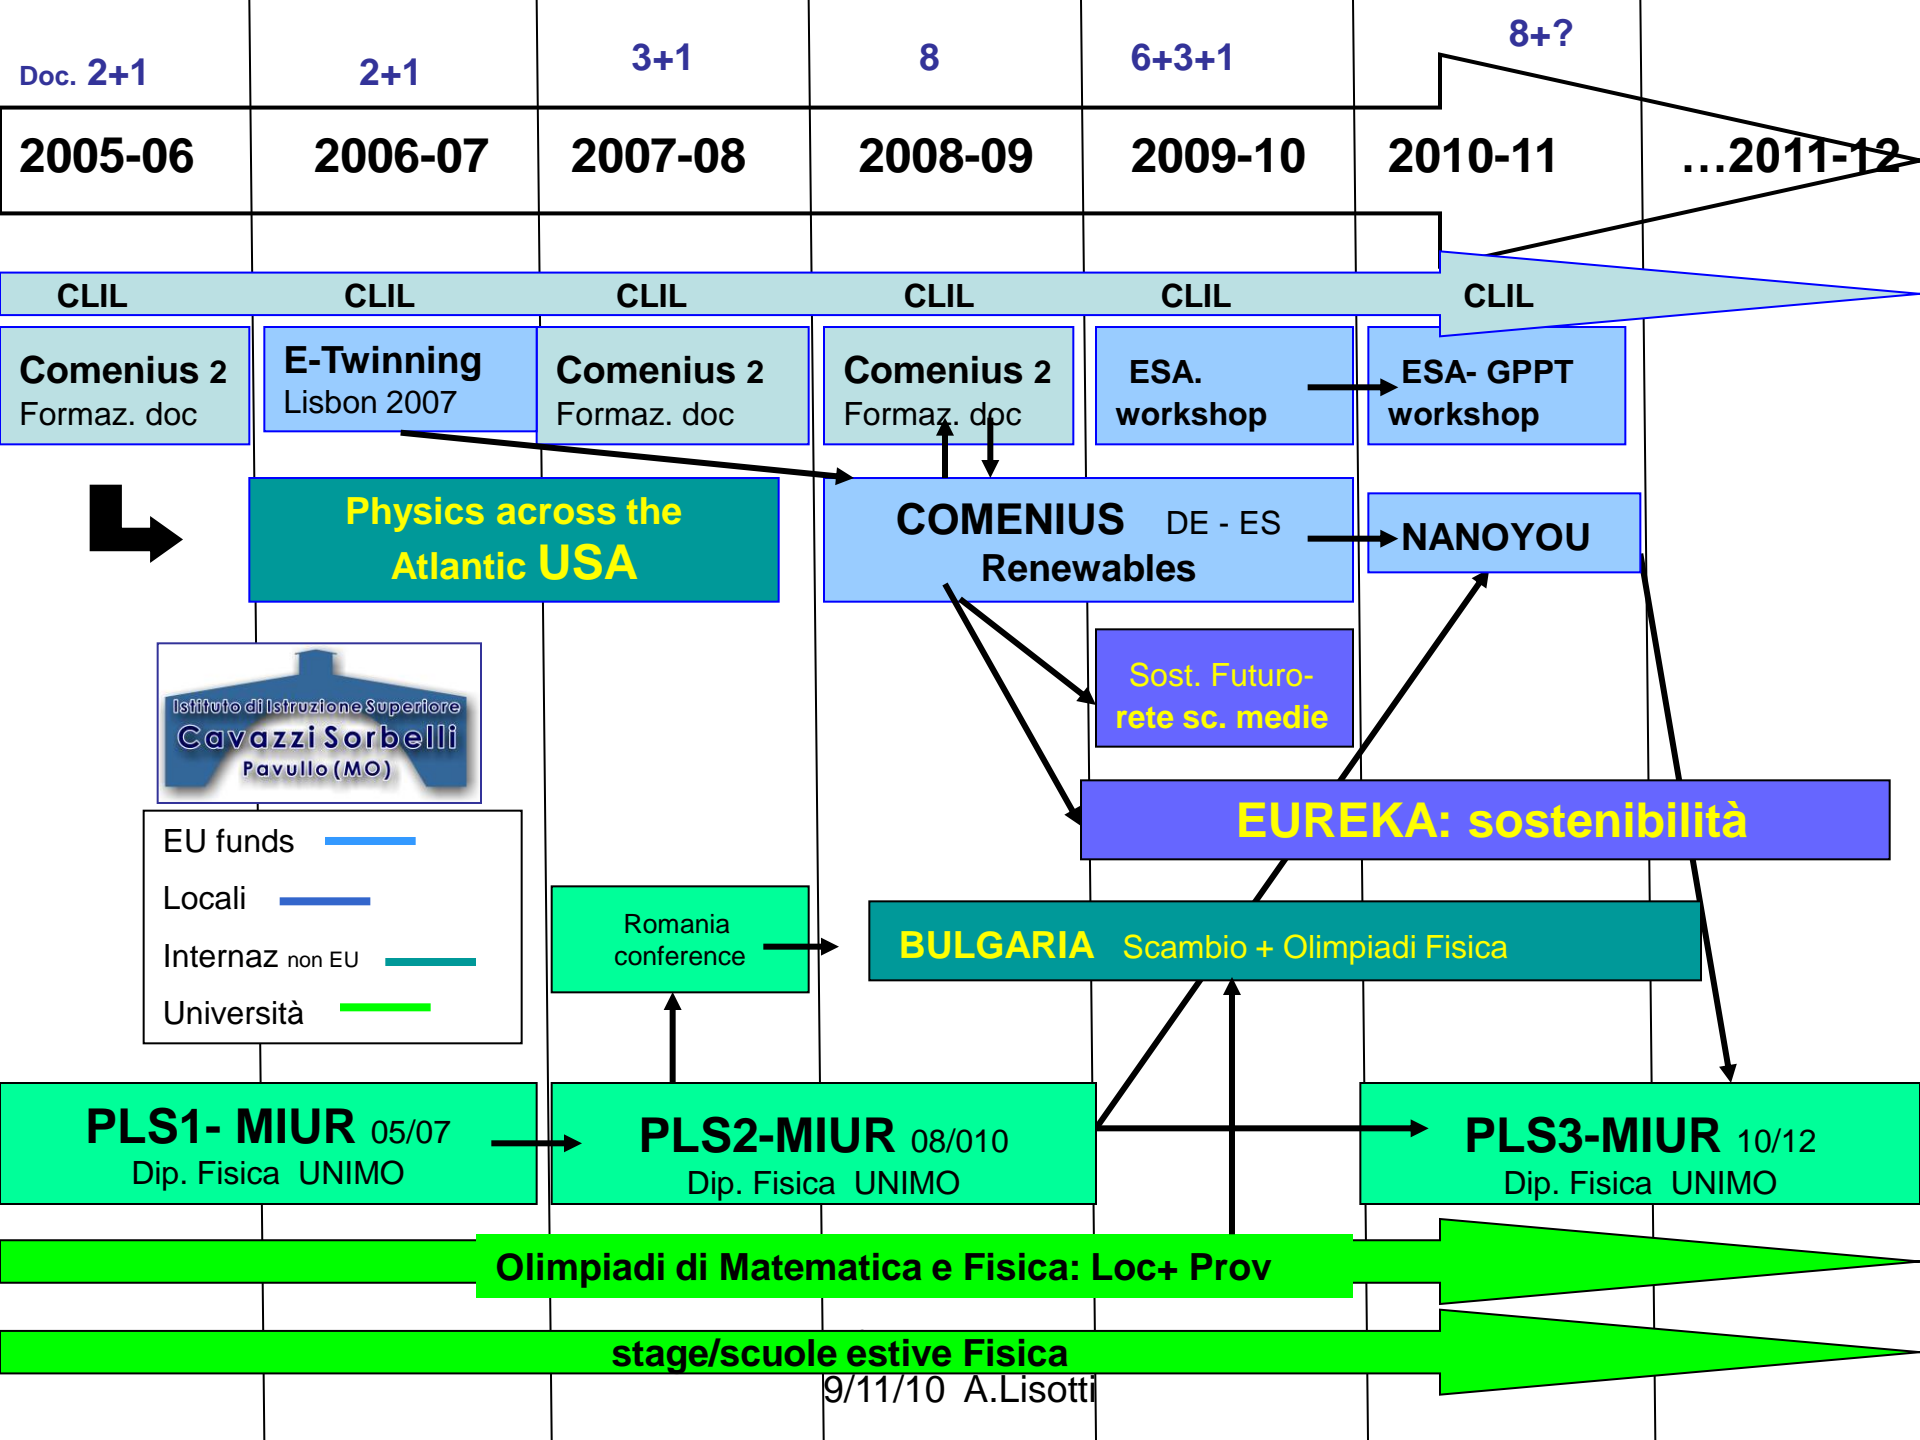 Doc. 2+1
2+1
3+1
8
6+3+1
8+?
2005-06
2006-07
2007-08
2008-09
2009-10
2010-11
…2011-12
CLIL
CLIL
CLIL
CLIL
CLIL
CLIL
Comenius 2
Formaz. doc
E-Twinning
Lisbon 2007
Comenius 2
Formaz. doc
Comenius 2
Formaz. doc
ESA.
workshop
ESA- GPPT
workshop
Physics across the
Atlantic USA
COMENIUS DE - ES
Renewables
NANOYOU
Istituto di Istruzione Superiore
Cavazzi Sorbelli
Pavullo (MO)
Sost. Futuro-
rete sc. medie
EUREKA: sostenibilità
EU funds
Locali
Internaz non EU
Università
Romania
conference
BULGARIA Scambio + Olimpiadi Fisica
PLS1- MIUR 05/07
Dip. Fisica UNIMO
PLS2-MIUR 08/010
Dip. Fisica UNIMO
PLS3-MIUR 10/12
Dip. Fisica UNIMO
Olimpiadi di Matematica e Fisica: Loc+ Prov
stage/scuole estive Fisica
9/11/10 A.Lisotti